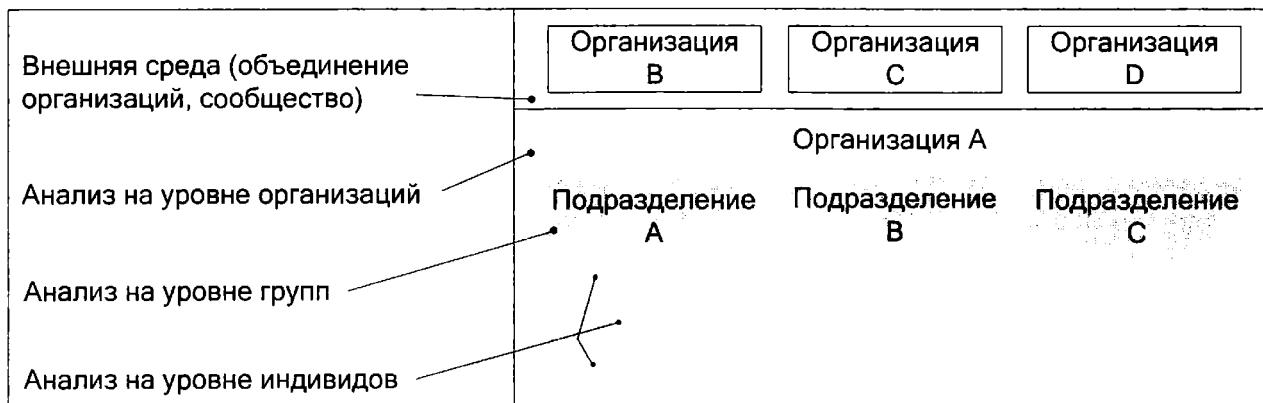 Внешняя среда (объединение
организаций, сообщество)
Анализ на уровне организаций
Анализ на уровне групп
Анализ на уровне индивидов
Организация
B
Организация
C
Организация
D
Организация A
Подразделение
A
Подразделение
B
Подразделение
C